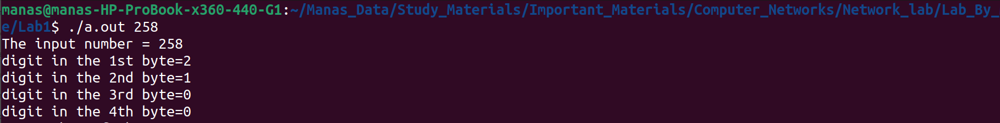 manas@manas-HP-ProBook-x360-440-G1:~/Manas_Data/Study_Materials/Important_Materials/Computer_Networks/Network_lab/Lab_By_
e/Lab1$ ./a.out 258
The input number = 258
digit in the 1st byte=2
digit in the 2nd byte=1
digit in the 3rd byte=0
digit in the 4th byte=0